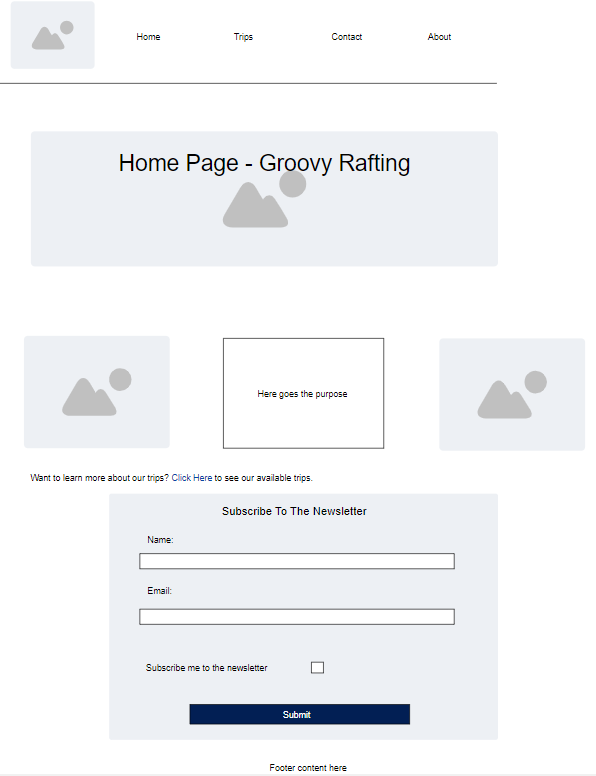 Home Trips Contact About
Home Page - Groovy Rafting
Here goes the purpose
Want to learn more about our trips? Click Here to see our available trips.
Subscribe To The Newsletter
Name:
Email:
Subscribe me to the newsletter
Submit
Footer content here